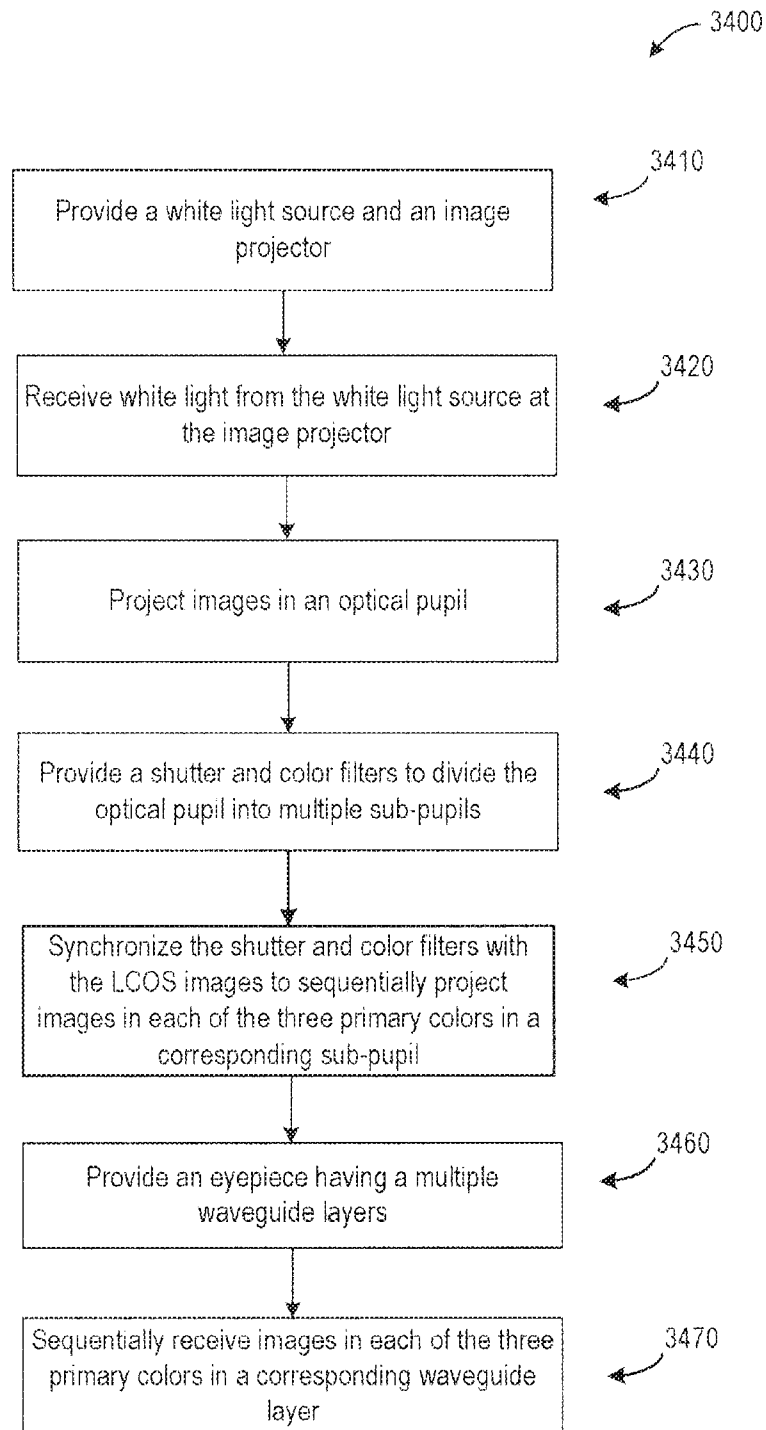 3400
3410
Provide a white light source and an image
projector
3420
Receive white light from the white light source at
the image projector
3430
Project images in an optical pupil
3440
Provide a shutter and color filters to divide the
optical pupil into multiple sub-pupils
3450
Synchronize the shutter and color filters with
the LCOS images to sequentially project
images in each of the three primary colors in a
corresponding sub-pupil
3460
Provide an eyepiece having a multiple
waveguide layers
3470
Sequentially receive images in each of the three
primary colors in a corresponding waveguide
layer